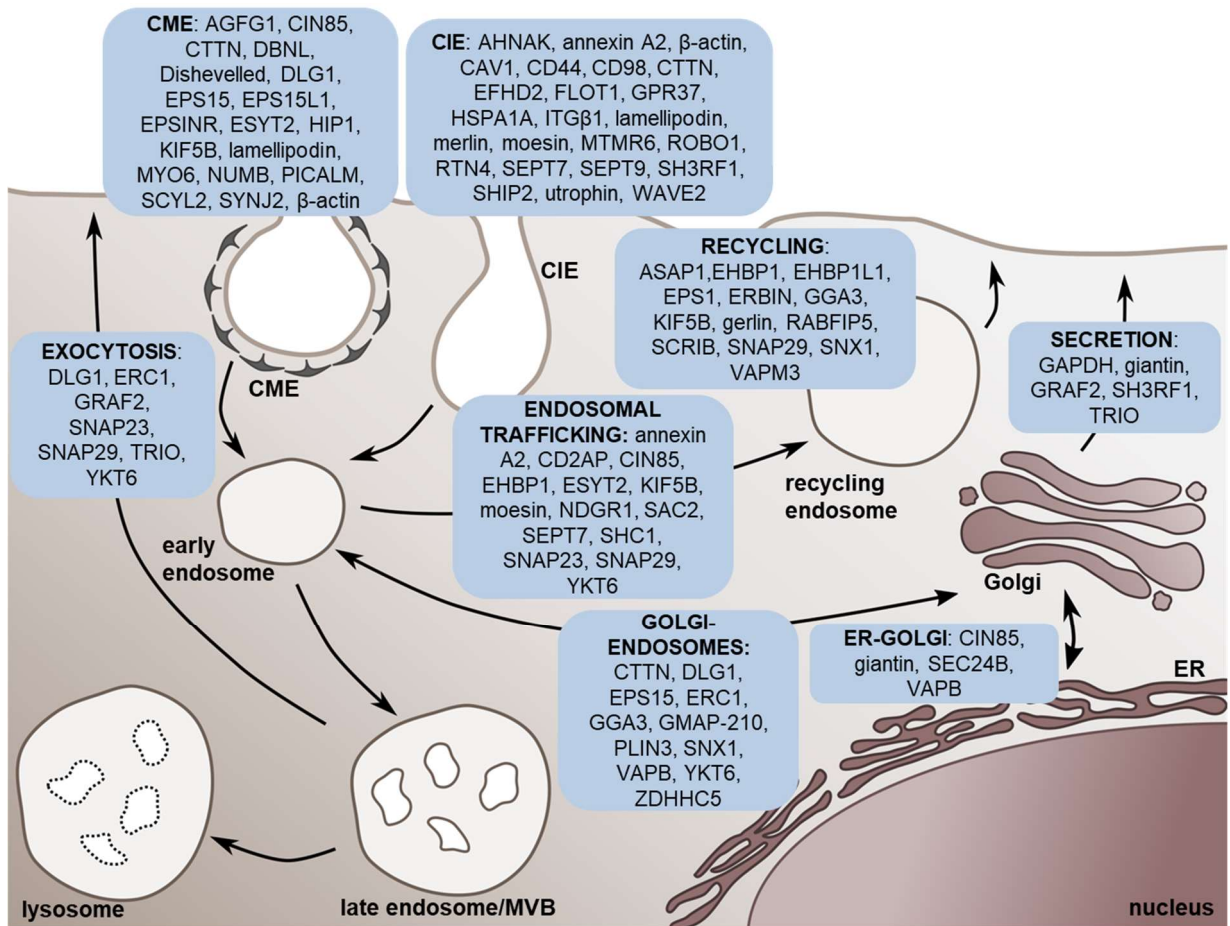 CME: AGFG1, CIN85,
CTTN, DBNL,
Dishevelled, DLG1,
EPS15, EPS15L1,
EPSINR, ESYT2, HIP1,
KIF5B, lamellipodin,
MYO6, NUMB, PICALM,
SCYL2, SYNJ2, β-actin
CIE: AHNAK, annexin A2, β-actin,
CAV1, CD44, CD98, CTTN,
EFHD2, FLOT1, GPR37,
HSPA1A, ITGβ1, lamellipodin,
merlin, moesin, MTMR6, ROBO1,
RTN4, SEPT7, SEPT9, SH3RF1,
SHIP2, utrophin, WAVE2
CIE
CME
RECYCLING:
ASAP1,EHBP1, EHBP1L1,
EPS1, ERBIN, GGA3,
KIF5B, gerlin, RABFIP5,
SCRIB, SNAP29, SNX1,
VAPM3
EXOCYTOSIS:
DLG1, ERC1,
GRAF2,
SNAP23,
SNAP29, TRIO,
YKT6
SECRETION:
GAPDH, giantin,
GRAF2, SH3RF1,
TRIO
ENDOSOMAL
TRAFFICKING: annexin
A2, CD2AP, CIN85,
EHBP1, ESYT2, KIF5B,
moesin, NDGR1, SAC2,
SEPT7, SHC1,
SNAP23, SNAP29,
YKT6
recycling
endosome
early
endosome
Golgi
GOLGI-
ENDOSOMES:
CTTN, DLG1,
EPS15, ERC1,
GGA3, GMAP-210,
PLIN3, SNX1,
VAPB, YKT6,
ZDHHC5
ER-GOLGI: CIN85,
giantin, SEC24B,
VAPB
ER
lysosome
late endosome/MVB
nucleus